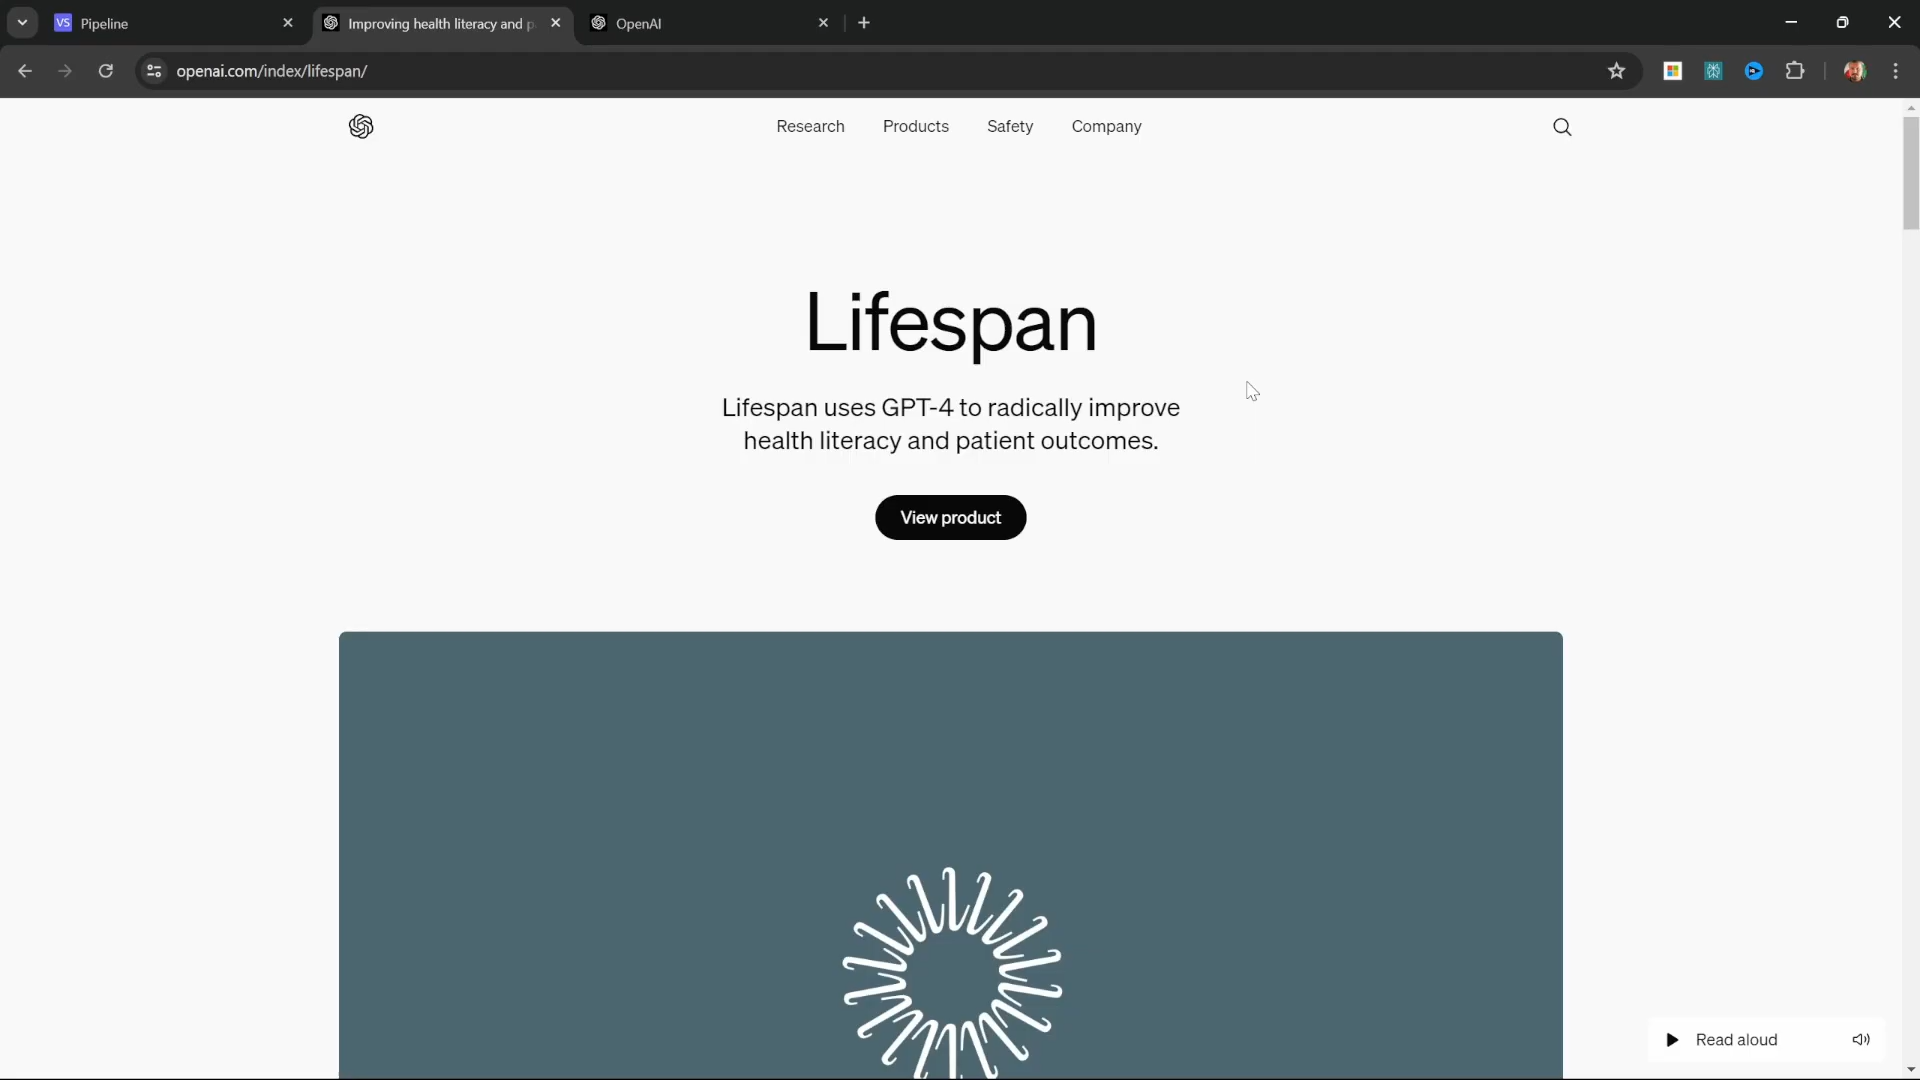 VS Pipeline
Improving health literacy and p
OpenAI
openai.com/index/lifespan/
Research Products Safety Company
Lifespan
Lifespan uses GPT-4 to radically improve
health literacy and patient outcomes.
View product
Read aloud